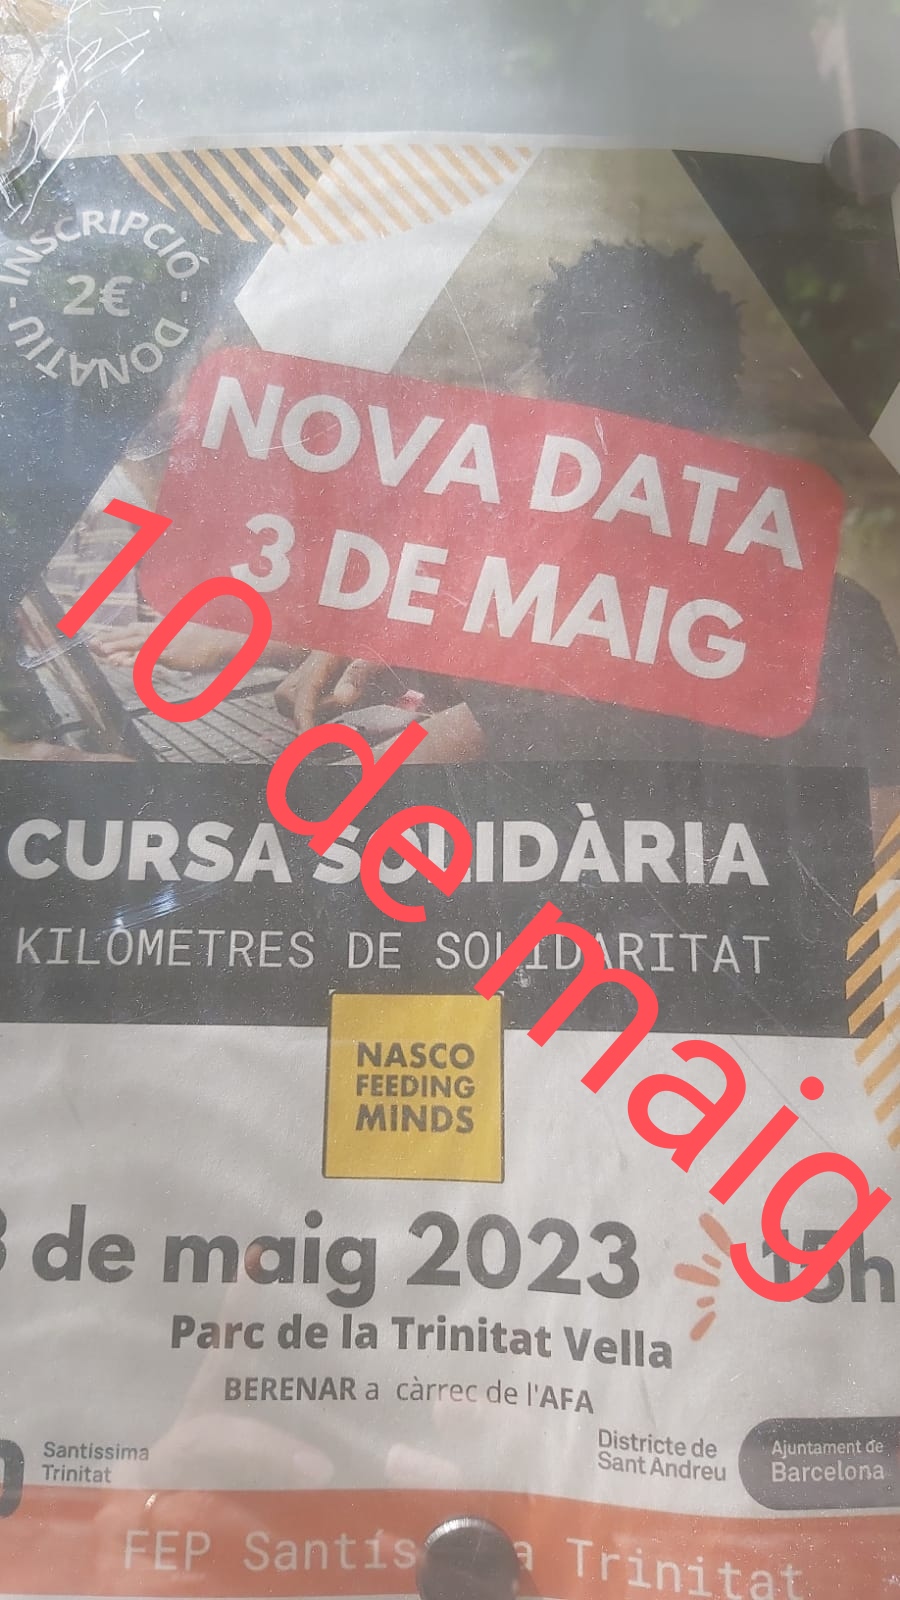 INSCRIPCIÓ - DONATIU -
2€
NOVA DATA
3 DE MAIG
10 de maig
CURSA SOLIDÀRIA
KILÒMETRES DE SOLIDARITAT
NASCO
FEEDING
MINDS
de maig 2023 15h
Parc de la Trinitat Vella
BERENAR a càrrec de l'AFA
Santíssima
Trinitat
Districte de
Sant Andreu
Ajuntament de
Barcelona
FEP Trinitat